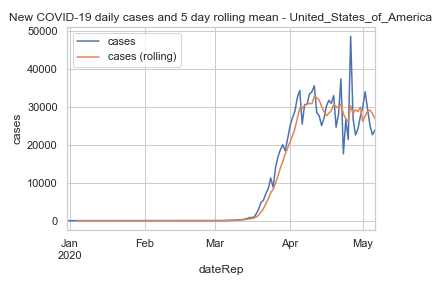 New COVID-19 daily cases and 5 day rolling mean - United_States_of_America
50000
40000
30000
20000
10000
0
cases
cases
cases (rolling)
Jan
2020
Feb
Mar
Apr
May
dateRep